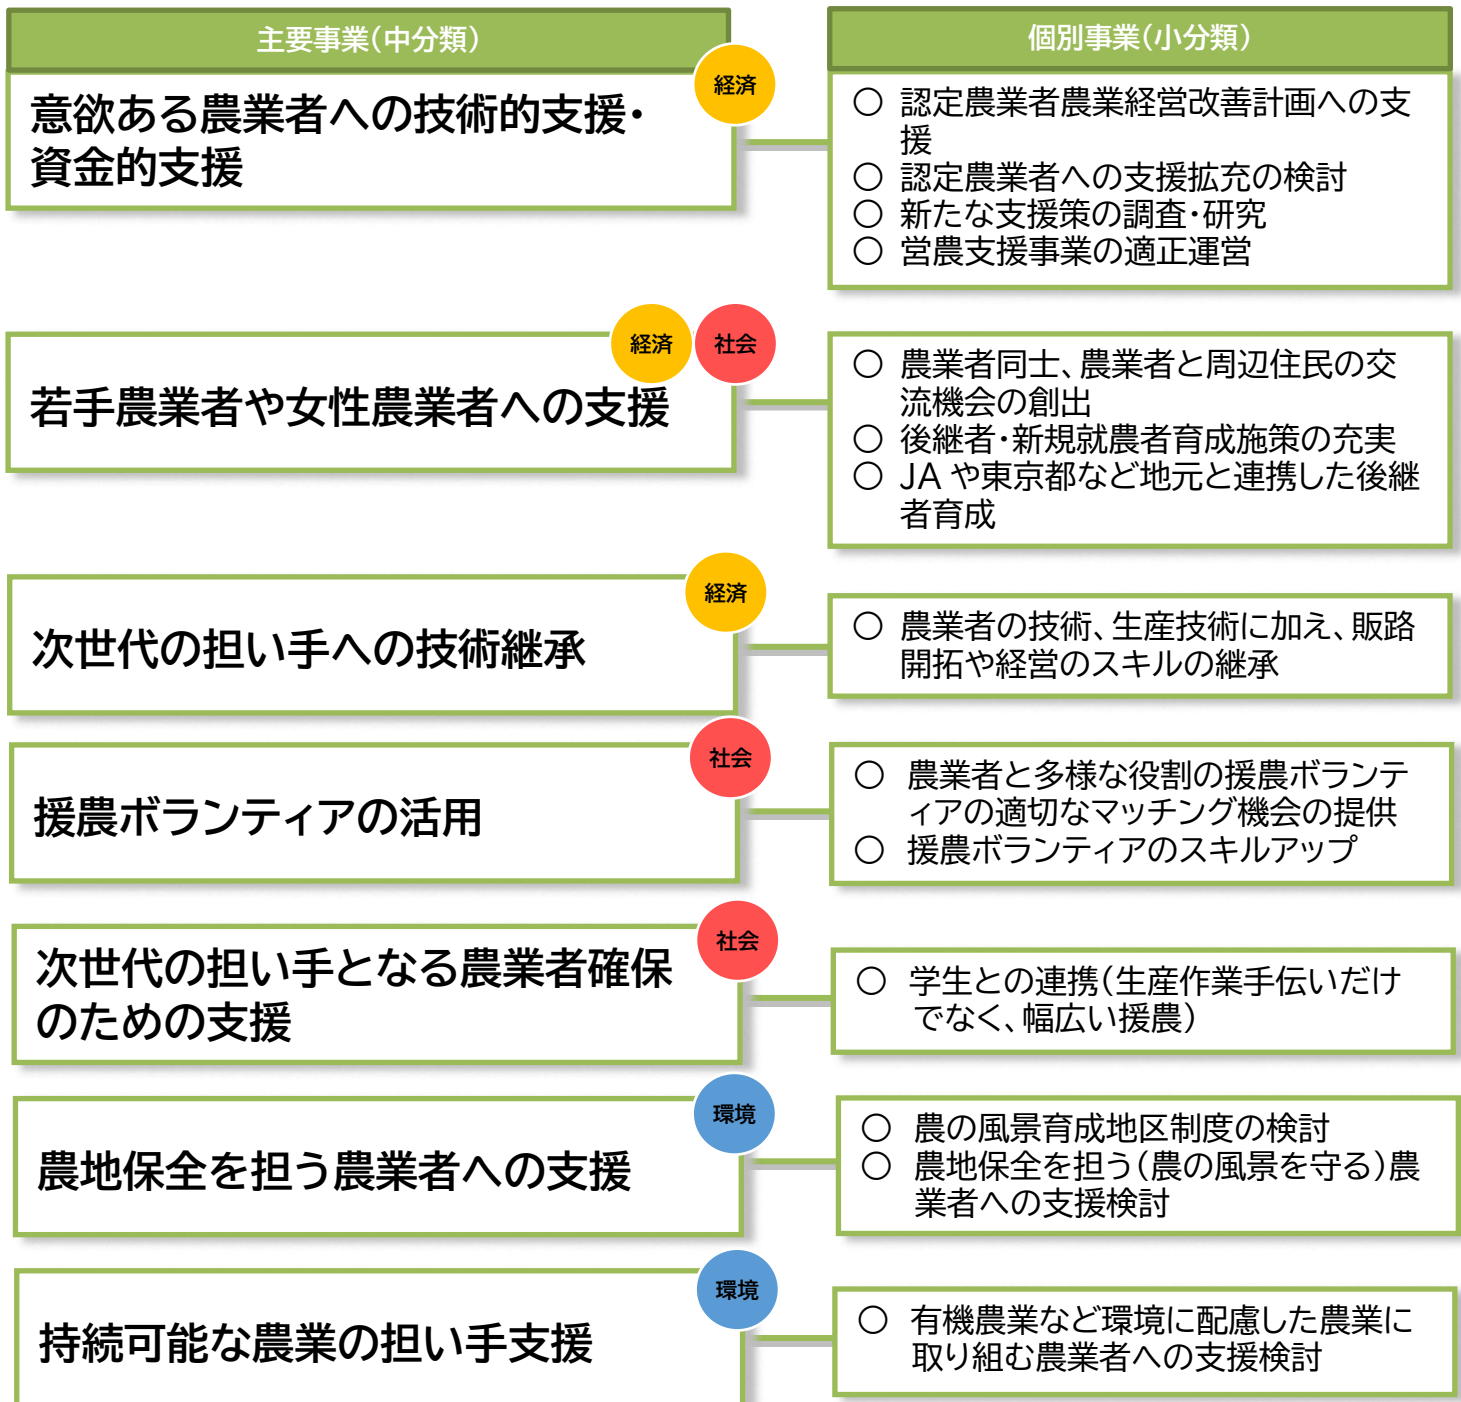 主要事業(中分類)
個別事業(小分類)
経済
意欲ある農業者への技術的支援・
資金的支援
○ 認定農業者農業経営改善計画への支
援
○ 認定農業者への支援拡充の検討
○ 新たな支援策の調査・研究
○ 営農支援事業の適正運営
経済
社会
若手農業者や女性農業者への支援
○ 農業者同士、農業者と周辺住民の交
流機会の創出
○ 後継者・新規就農者育成施策の充実
○ JA や東京都など地元と連携した後継
者育成
経済
次世代の担い手への技術継承
○ 農業者の技術、生産技術に加え、販路
開拓や経営のスキルの継承
社会
援農ボランティアの活用
○ 農業者と多様な役割の援農ボランテ
ィアの適切なマッチング機会の提供
○ 援農ボランティアのスキルアップ
社会
次世代の担い手となる農業者確保
のための支援
○ 学生との連携(生産作業手伝いだけ
でなく、幅広い援農)
環境
農地保全を担う農業者への支援
○ 農の風景育成地区制度の検討
○ 農地保全を担う(農の風景を守る)農
業者への支援検討
環境
持続可能な農業の担い手支援
○ 有機農業など環境に配慮した農業に
取り組む農業者への支援検討